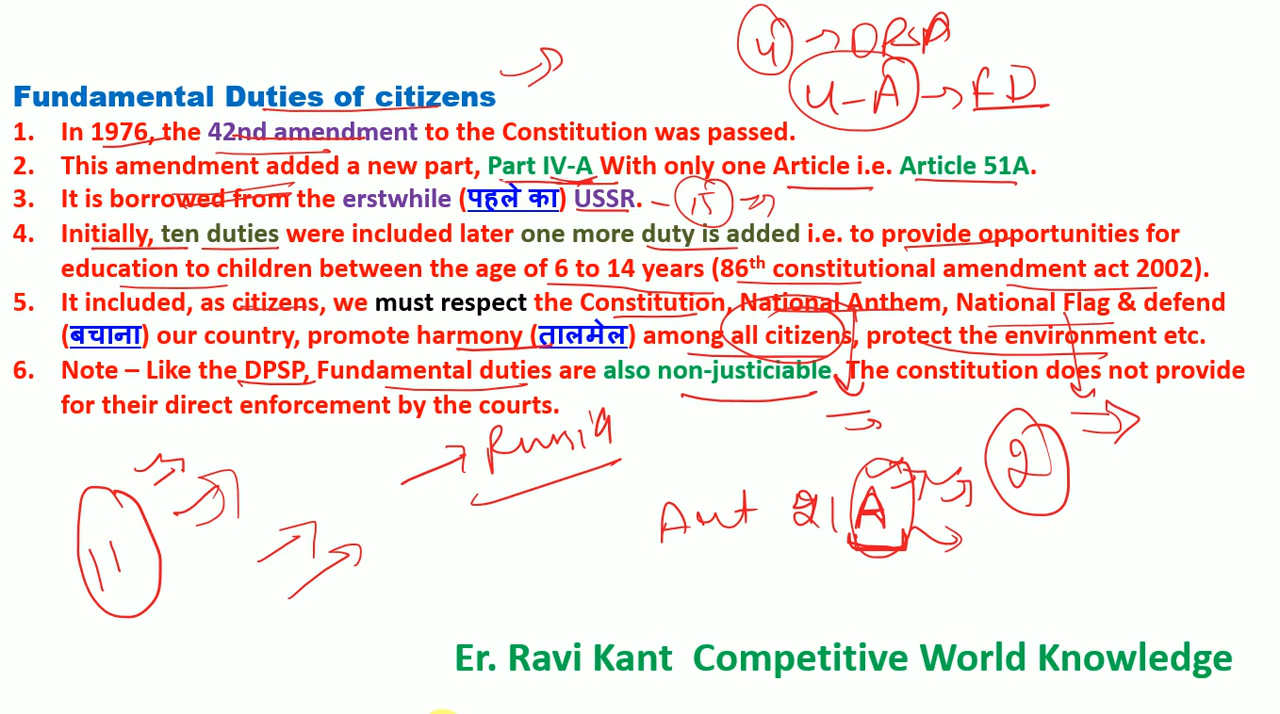 4 → DPSP
4-A → FD
Fundamental Duties of citizens
1. In 1976, the 42nd amendment to the Constitution was passed.
2. This amendment added a new part, Part IV-A With only one Article i.e. Article 51A.
3. It is borrowed from the erstwhile (पहले का) USSR. - 15
4. Initially, ten duties were included later one more duty is added i.e. to provide opportunities for
education to children between the age of 6 to 14 years (86th constitutional amendment act 2002).
5. It included, as citizens, we must respect the Constitution, National Anthem, National Flag & defend
(बचाना) our country, promote harmony (तालमेल) among all citizens, protect the environment etc.
6. Note – Like the DPSP, Fundamental duties are also non-justiciable. The constitution does not provide
for their direct enforcement by the courts.
→ Russia
2
Art 21 A
11
Er. Ravi Kant Competitive World Knowledge